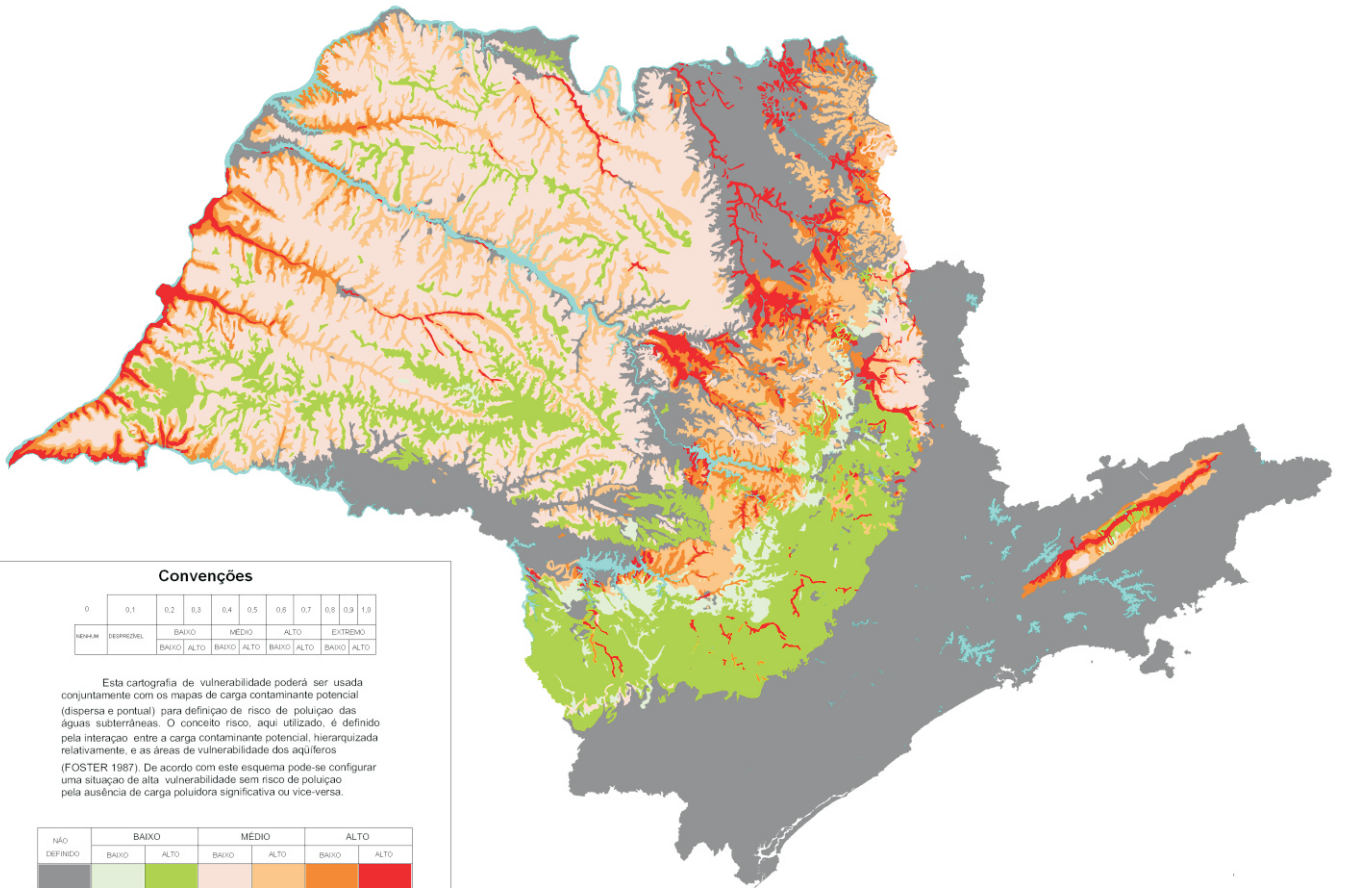 Convenções
0 0,1 0,2 0,3 0,4 0,5 0,6 0,7 0,8 0,9 1,0
NENHUM DESPREZÍVEL BAIXO MÉDIO ALTO EXTREMO
BAIXO ALTO BAIXO ALTO BAIXO ALTO BAIXO ALTO
Esta cartografia de vulnerabilidade poderá ser usada
conjuntamente com os mapas de carga contaminante potencial
(dispersa e pontual) para definiçao de risco de poluiçao das
águas subterrâneas. O conceito risco, aqui utilizado, é definido
pela interaçao entre a carga contaminante potencial, hierarquizada
relativamente, e as áreas de vulnerabilidade dos aqüíferos
(FOSTER 1987). De acordo com este esquema pode-se configurar
uma situaçao de alta vulnerabilidade sem risco de poluiçao
pela ausência de carga poluidora significativa ou vice-versa.
NÃO DEFINIDO BAIXO MÉDIO ALTO
BAIXO ALTO BAIXO ALTO BAIXO ALTO